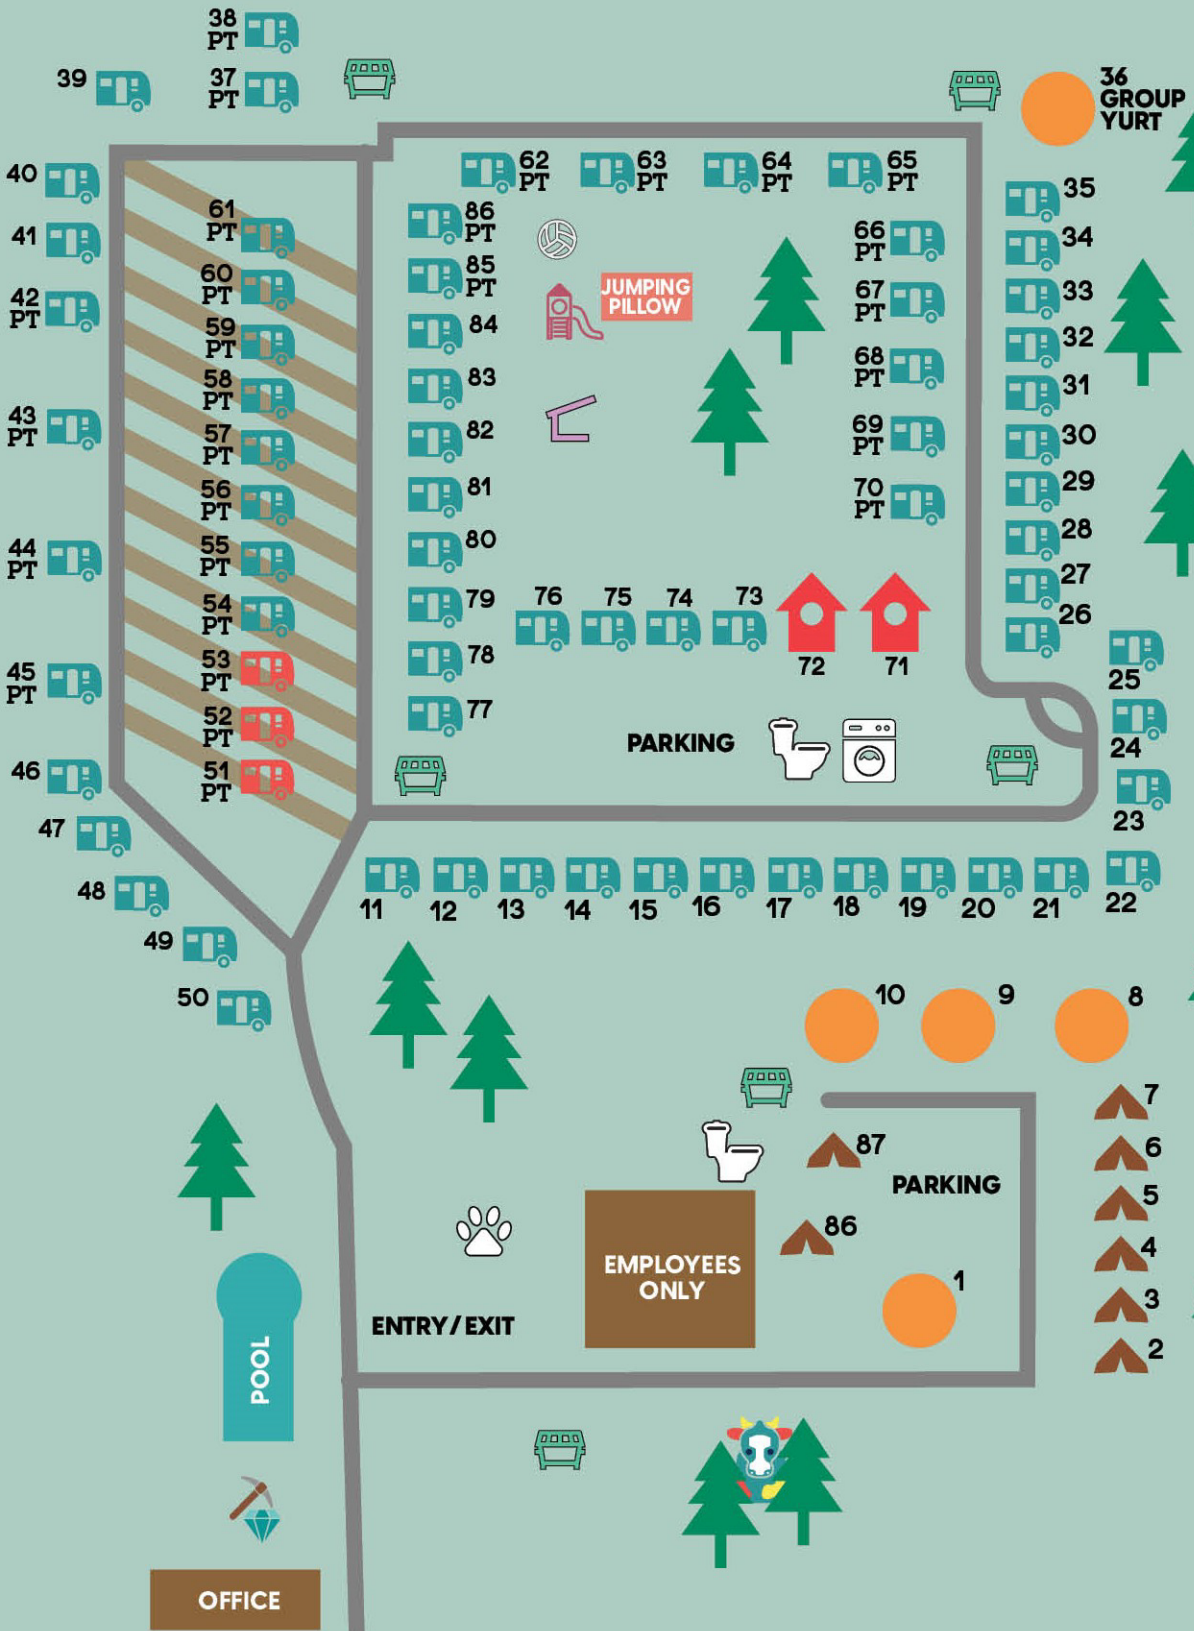 38
PT
39
37
PT
36
GROUP
YURT
40
62
PT
63
PT
64
PT
65
PT
35
61
PT
86
PT
41
66
PT
34
60
PT
85
PT
JUMPING
PILLOW
42
PT
67
PT
33
59
PT
84
32
58
PT
83
68
PT
31
43
PT
57
PT
82
69
PT
30
56
PT
81
70
PT
29
44
PT
55
PT
80
28
54
PT
79
76
75
74
73
27
26
53
PT
78
72
71
45
PT
25
52
PT
77
PARKING
24
46
51
PT
23
47
48
11
12
13
14
15
16
17
18
19
20
21
22
49
50
10
9
8
7
87
6
PARKING
5
86
4
EMPLOYEES
ONLY
1
3
ENTRY/EXIT
2
POOL
OFFICE